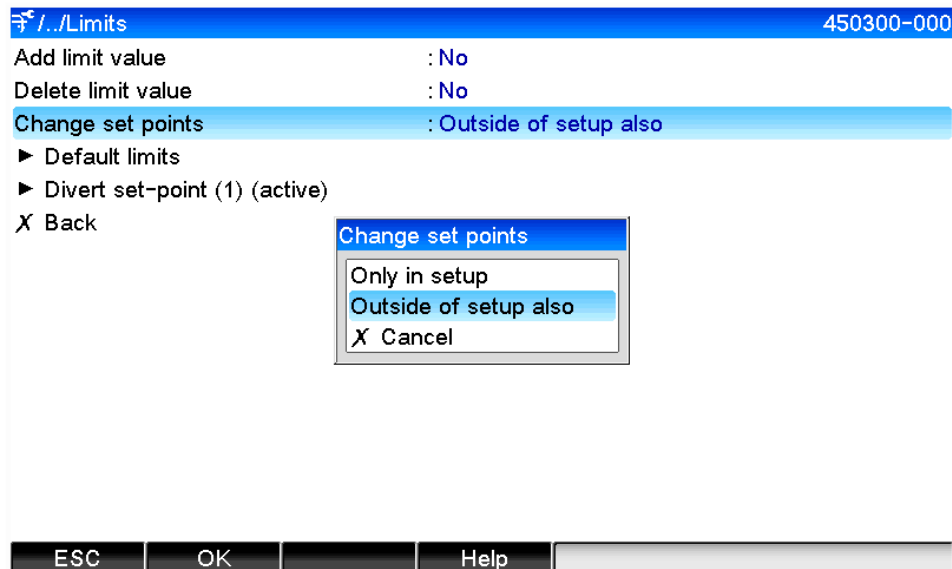 /../Limits 450300-000
Add limit value : No
Delete limit value : No
Change set points : Outside of setup also
► Default limits
► Divert set-point (1) (active)
X Back
Change set points
Only in setup
Outside of setup also
X Cancel
ESC OK Help